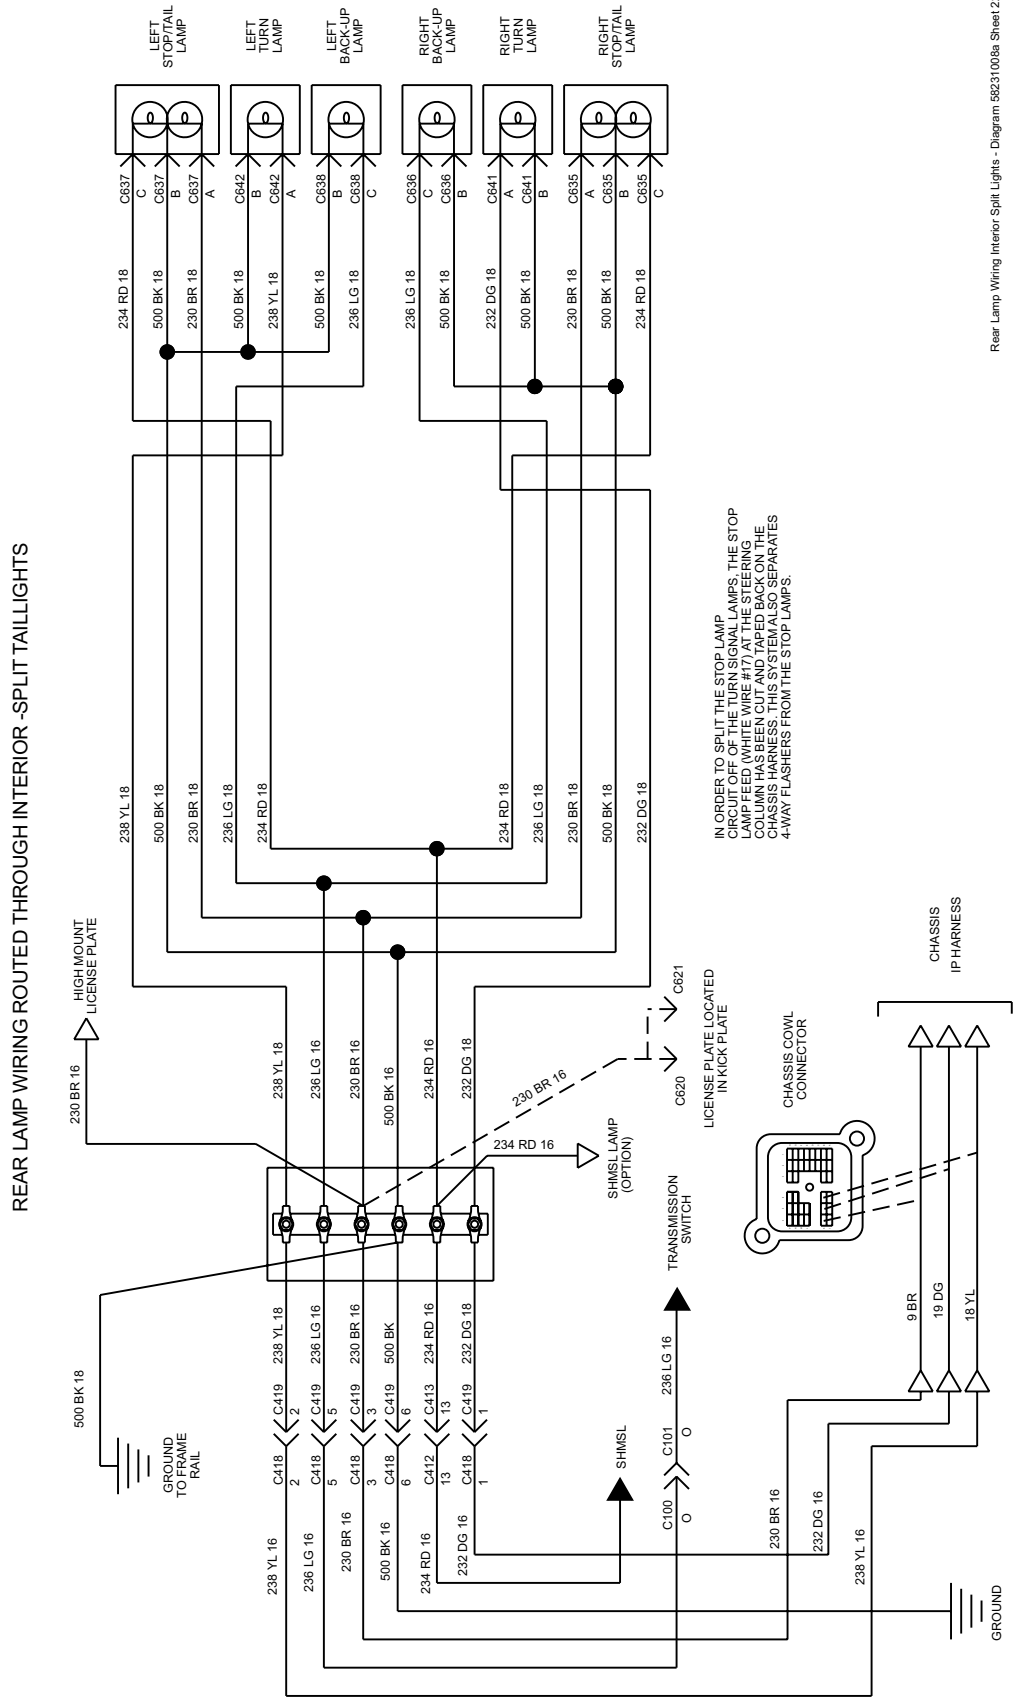 REAR LAMP WIRING ROUTED THROUGH INTERIOR -SPLIT TAILLIGHTS
LEFT
STOP/TAIL
LAMP
LEFT
TURN
LAMP
LEFT
BACK-UP
LAMP
RIGHT
BACK-UP
LAMP
RIGHT
TURN
LAMP
RIGHT
STOP/TAIL
LAMP
C637
C
C637
B
C637
A
C642
B
C642
A
C638
B
C638
C
C636
C
C636
B
C641
A
C641
B
C635
A
C635
B
C635
C
234 RD 18
500 BK 18
230 BR 18
500 BK 18
238 YL 18
500 BK 18
236 LG 18
236 LG 18
500 BK 18
232 DG 18
500 BK 18
230 BR 18
500 BK 18
234 RD 18
238 YL 18
500 BK 18
230 BR 18
236 LG 18
234 RD 18
234 RD 18
236 LG 18
230 BR 18
500 BK 18
232 DG 18
IN ORDER TO SPLIT THE STOP LAMP
CIRCUIT OFF OF THE TURN SIGNAL LAMPS, THE STOP
LAMP FEED (WHITE WIRE #17) AT THE STEERING
COLUMN HAS BEEN CUT AND TAPED BACK ON THE
CHASSIS HARNESS. THIS SYSTEM ALSO SEPARATES
4-WAY FLASHERS FROM THE STOP LAMPS.
HIGH MOUNT
LICENSE PLATE
230 BR 16
238 YL 18
236 LG 16
230 BR 16
500 BK 16
234 RD 16
232 DG 18
230 BR 16
C620
C621
LICENSE PLATE LOCATED
IN KICK PLATE
234 RD 16
SHMSL LAMP
(OPTION)
TRANSMISSION
SWITCH
CHASSIS COWL
CONNECTOR
CHASSIS
IP HARNESS
500 BK 18
GROUND
TO FRAME
RAIL
238 YL 18
236 LG 16
230 BR 16
500 BK
234 RD 16
232 DG 18
C419
2
C419
5
C419
3
C419
6
C413
13
C419
1
C418
2
C418
5
C418
3
C418
6
C412
13
C418
1
238 YL 16
236 LG 16
230 BR 16
500 BK 16
234 RD 16
232 DG 16
SHMSL
236 LG 16
C101
O
C100
O
9 BR
19 DG
18 YL
230 BR 16
232 DG 16
238 YL 16
GROUND
Rear Lamp Wiring Interior Split Lights - Diagram 58231008a Sheet